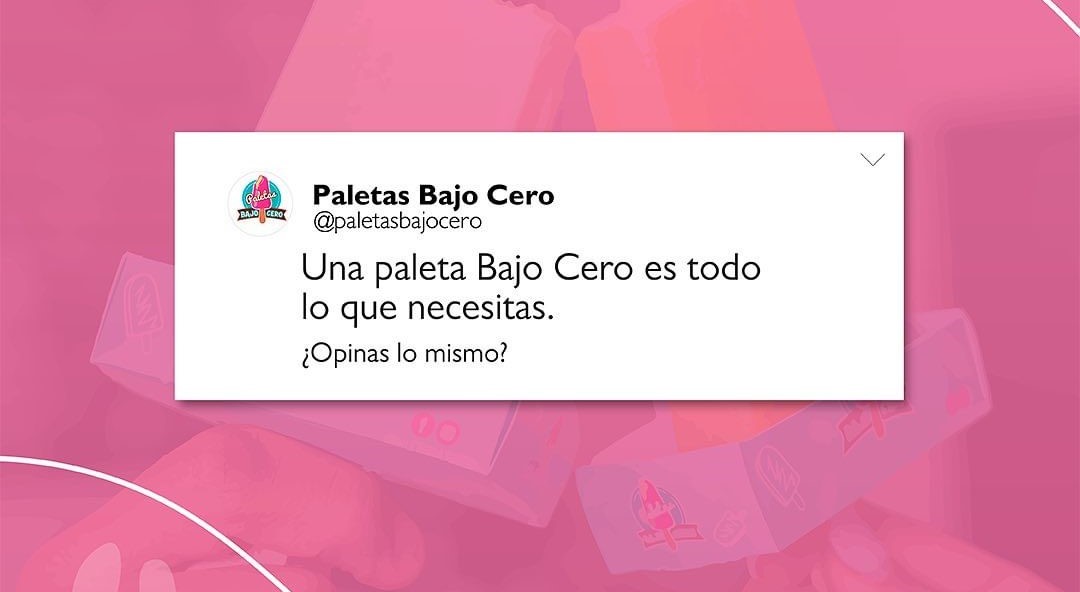 Paletas
BAJO CERO
Paletas Bajo Cero
@paletasbajocero
Una paleta Bajo Cero es todo
lo que necesitas.
¿Opinas lo mismo?